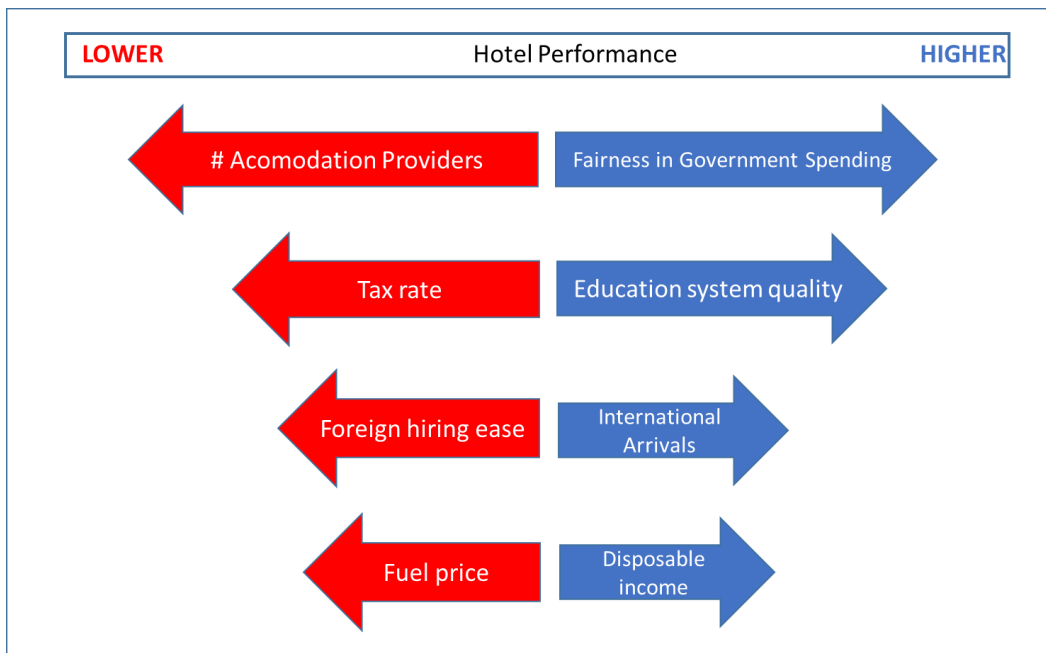 LOWER Hotel Performance HIGHER
# Acomodation Providers
Fairness in Government Spending
Tax rate
Education system quality
Foreign hiring ease
International
Arrivals
Fuel price
Disposable
income